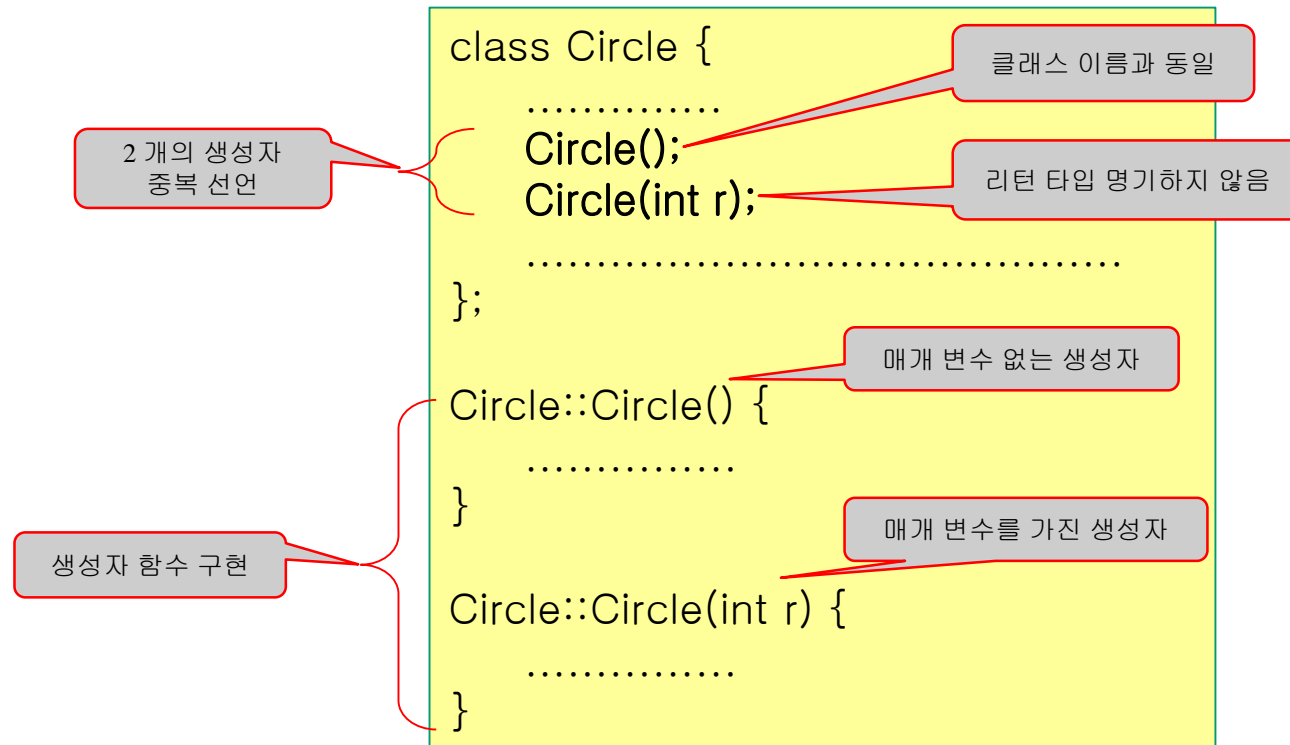 class Circle {
클래스 이름과 동일
..............
2 개의 생성자
중복 선언
Circle();
Circle(int r);
리턴 타입 명기하지 않음
..........................................
};
매개 변수 없는 생성자
Circle::Circle() {
...............
}
매개 변수를 가진 생성자
생성자 함수 구현
Circle::Circle(int r) {
...............
}